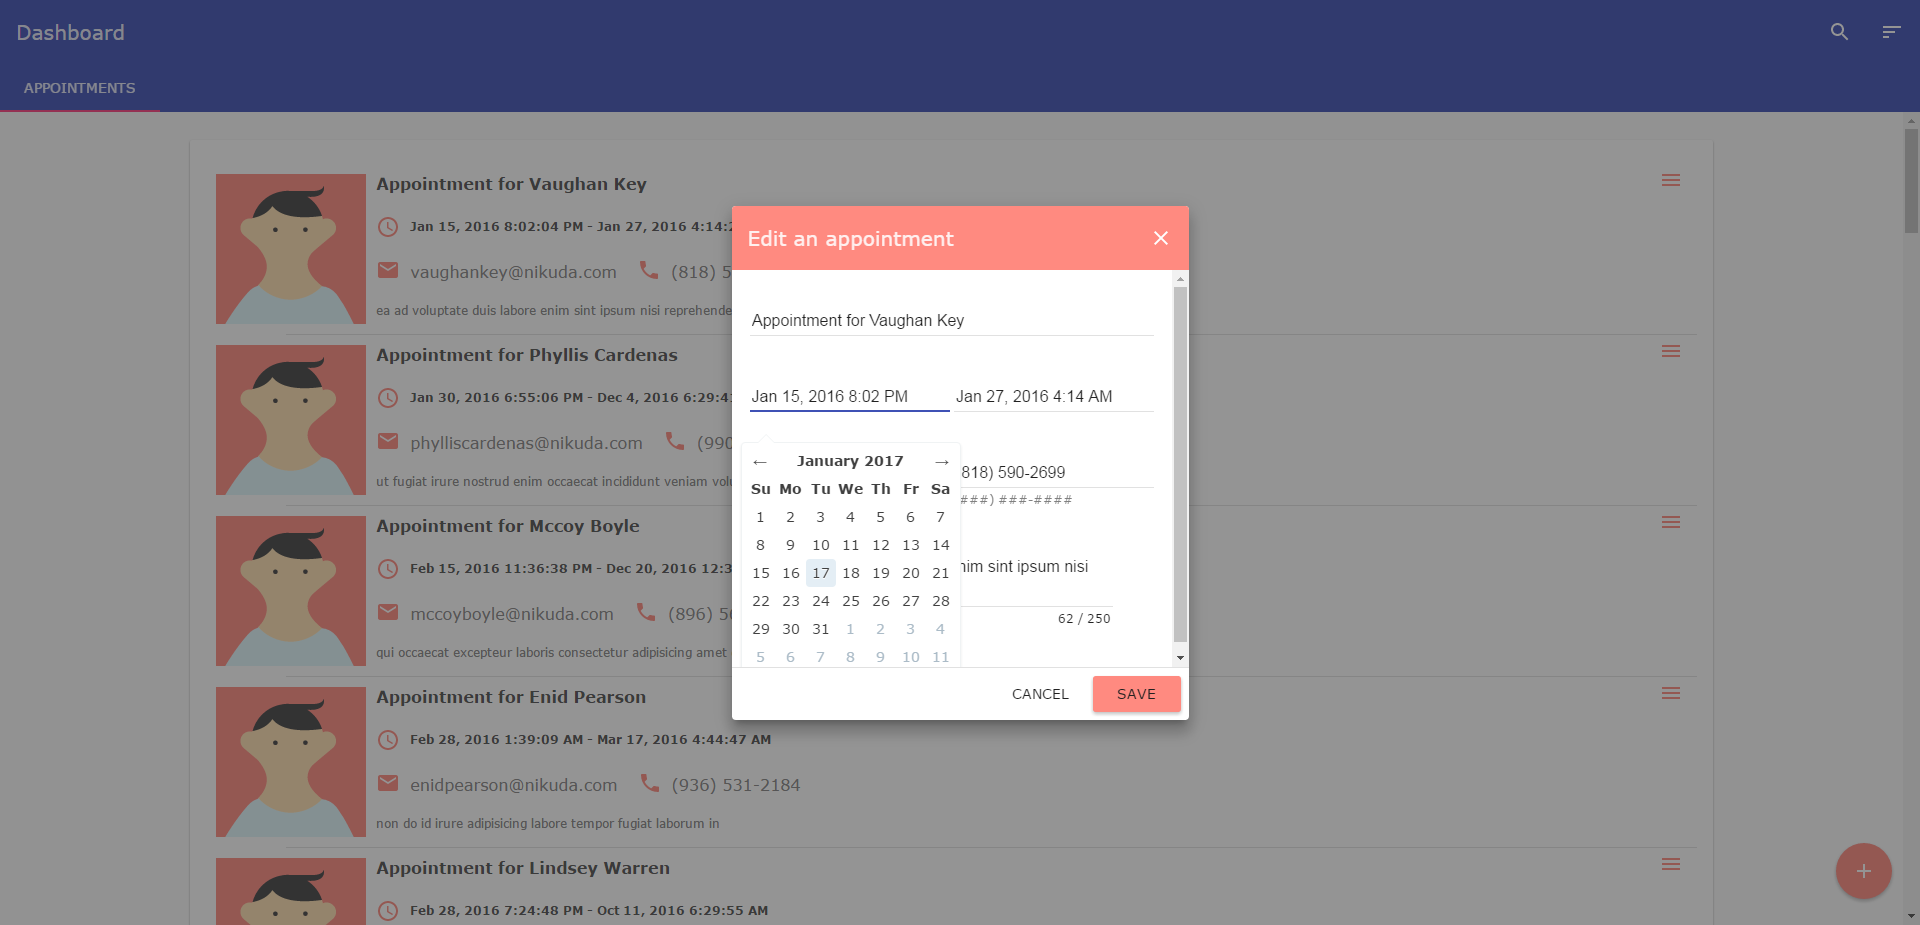 Dashboard
APPOINTMENTS
Appointment for Vaughan Key
Jan 15, 2016 8:02:04 PM - Jan 27, 2016 4:14:2
vaughankey@nikuda.com (818) 5
ea ad voluptate duis labore enim sint ipsum nisi reprehende
Appointment for Phyllis Cardenas
Jan 30, 2016 6:55:06 PM - Dec 4, 2016 6:29:4
phylliscardenas@nikuda.com (990
ut fugiat irure nostrud enim occaecat incididunt veniam volu
Appointment for Mccoy Boyle
Feb 15, 2016 11:36:38 PM - Dec 20, 2016 12:3
mccoyboyle@nikuda.com (896) 5
qui occaecat excepteur laboris consectetur adipisicing amet
Appointment for Enid Pearson
Feb 28, 2016 1:39:09 AM - Mar 17, 2016 4:44:47 AM
enidpearson@nikuda.com (936) 531-2184
non do id irure adipisicing labore tempor fugiat laborum in
Appointment for Lindsey Warren
Feb 28, 2016 7:24:48 PM - Oct 11, 2016 6:29:55 AM
Edit an appointment
Appointment for Vaughan Key
Jan 15, 2016 8:02 PM Jan 27, 2016 4:14 AM
818) 590-2699
###) ###-####
nim sint ipsum nisi
62 / 250
← January 2017 →
Su Mo Tu We Th Fr Sa
1 2 3 4 5 6 7
8 9 10 11 12 13 14
15 16 17 18 19 20 21
22 23 24 25 26 27 28
29 30 31 1 2 3 4
5 6 7 8 9 10 11
CANCEL SAVE